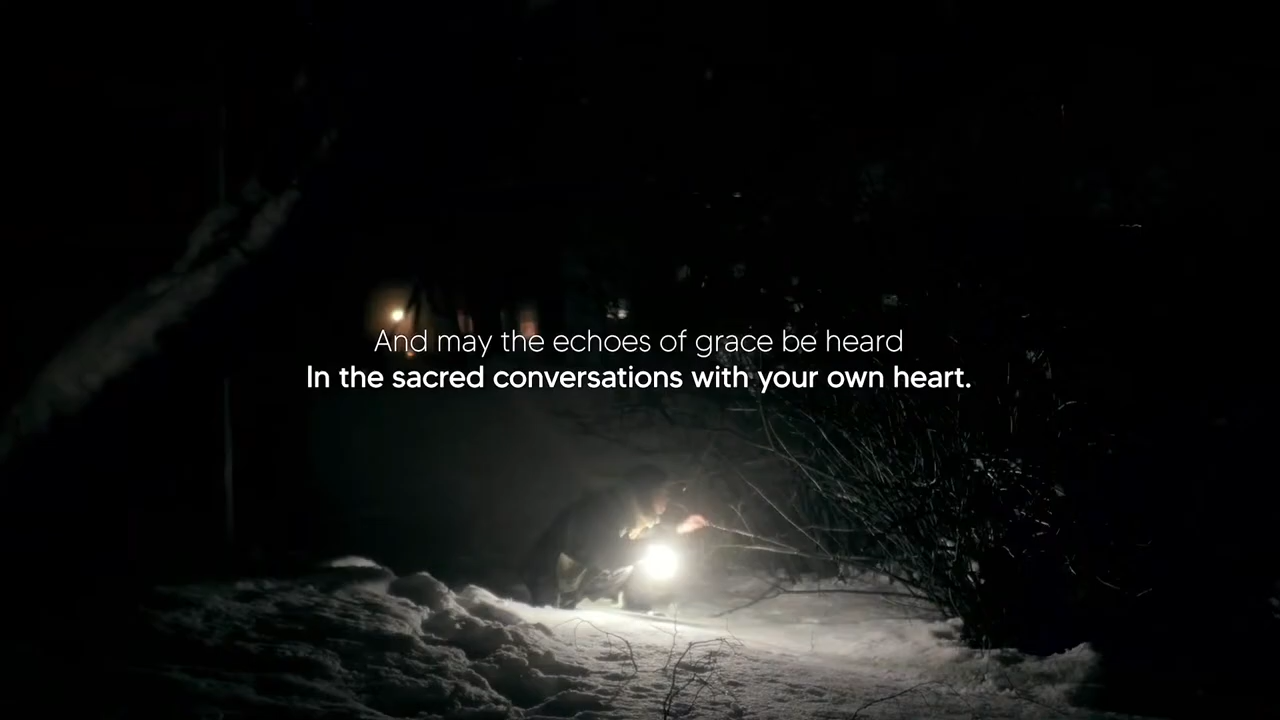 And may the echoes of grace be heard
In the sacred conversations with your own heart.